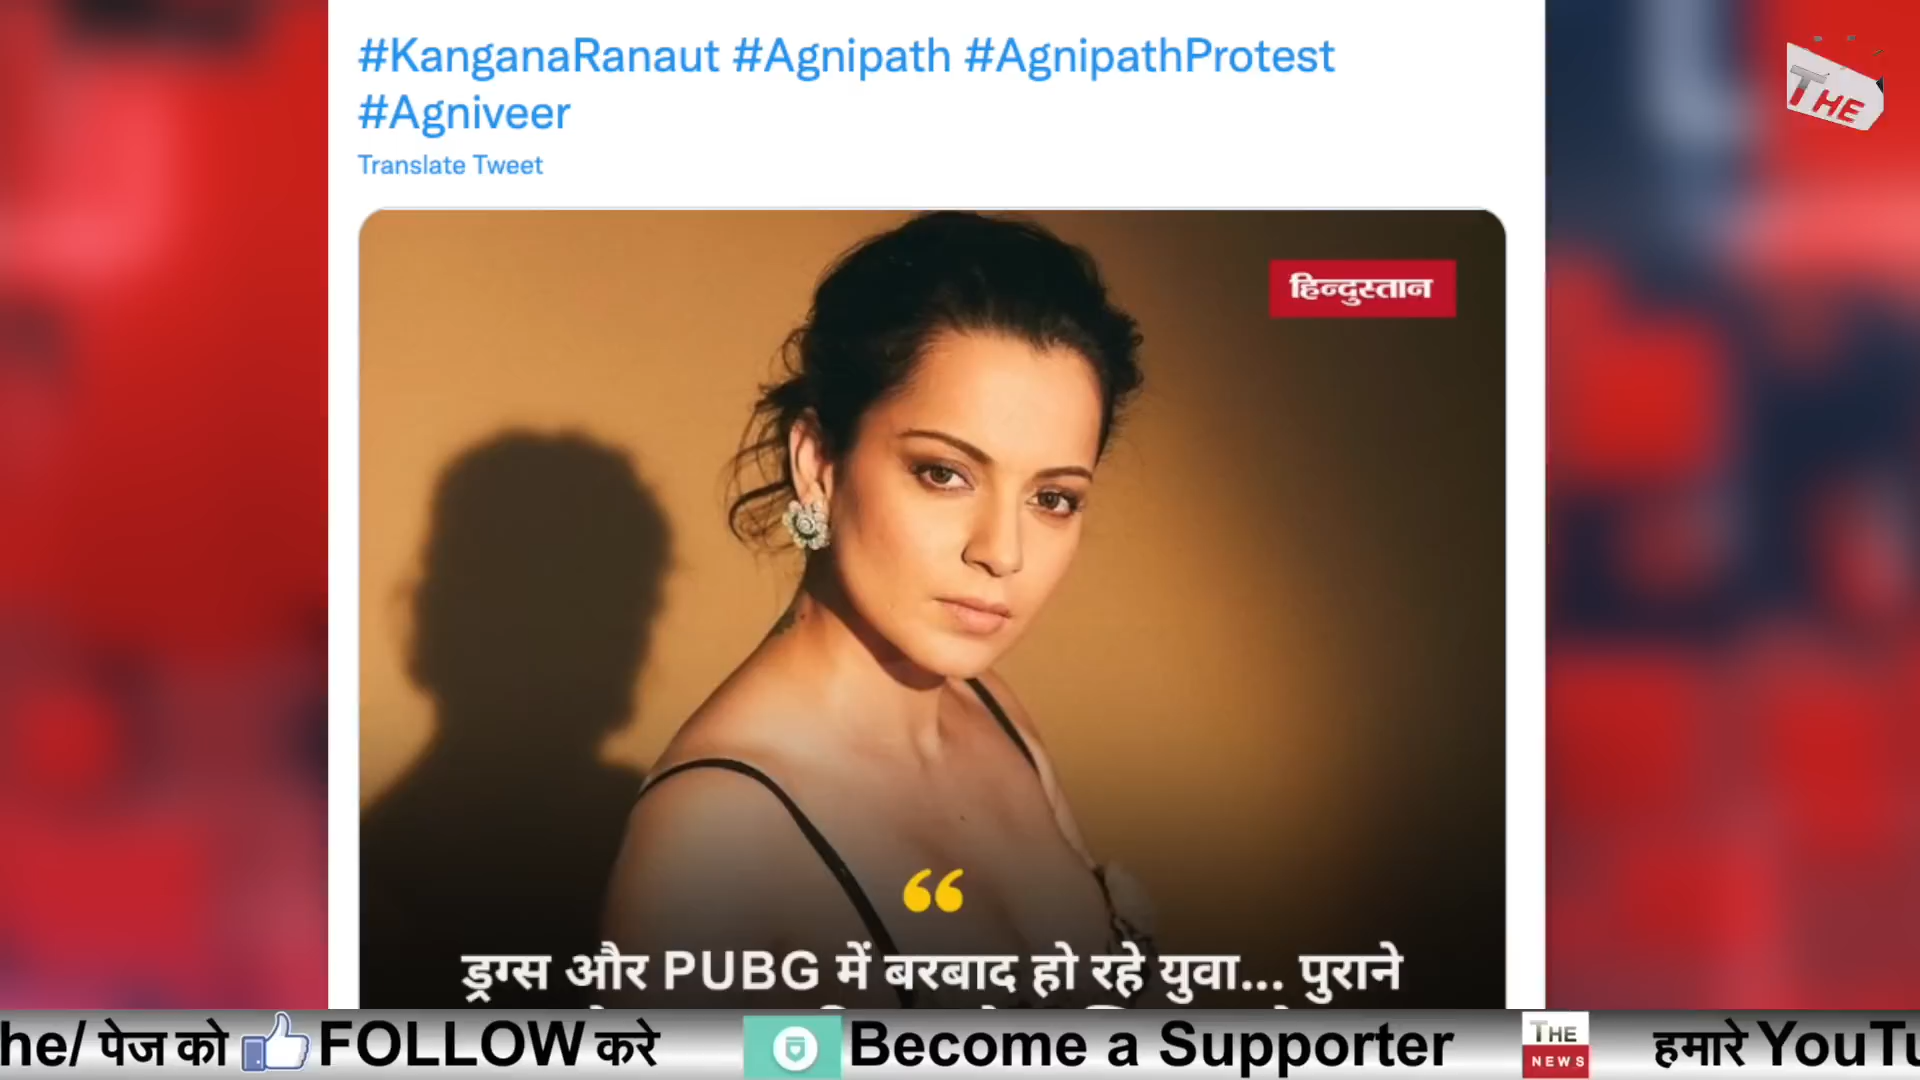 #KanganaRanaut #Agnipath #AgnipathProtest
#Agniveer
Translate Tweet
THE
हिन्दुस्तान
“
ड्रग्स और PUBG में बरबाद हो रहे युवा... पुराने
he/ पेज को FOLLOW करे Become a Supporter THE NEWS हमारे YouTu